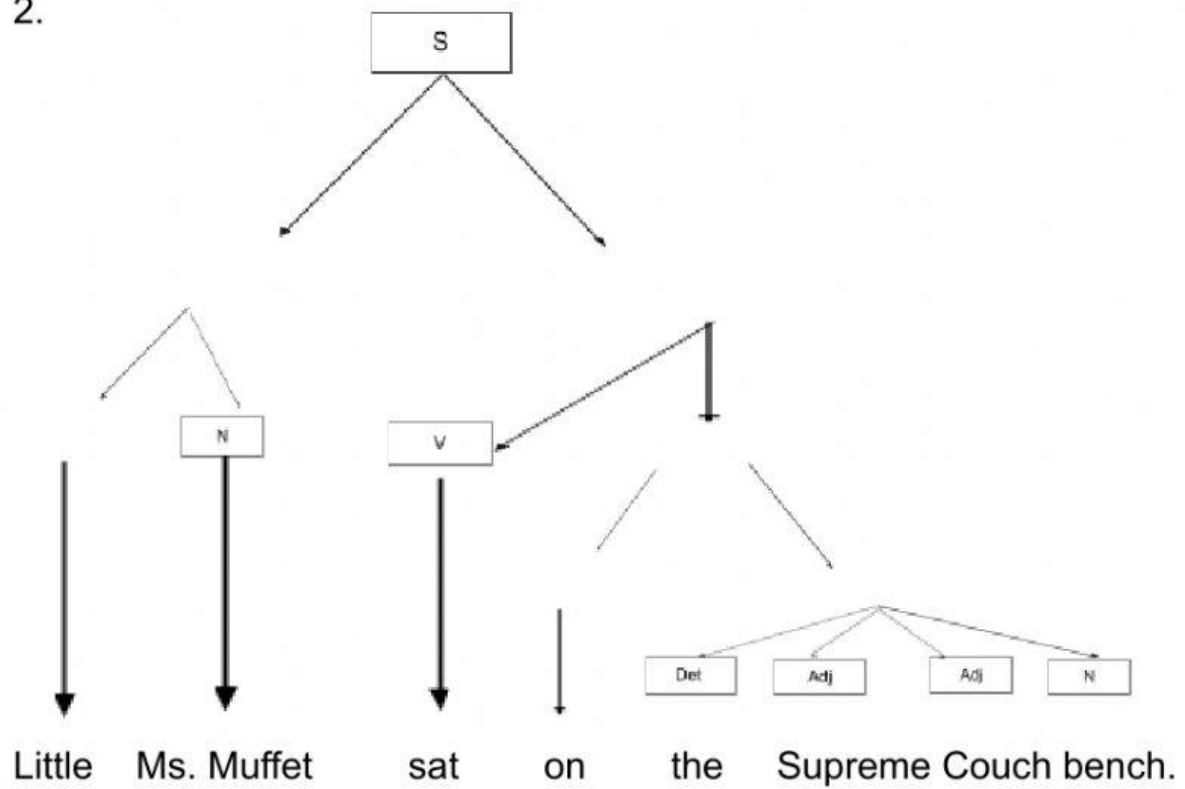 2.
S
N
V
Det
Adj
Adj
N
Little Ms. Muffet sat on the Supreme Couch bench.